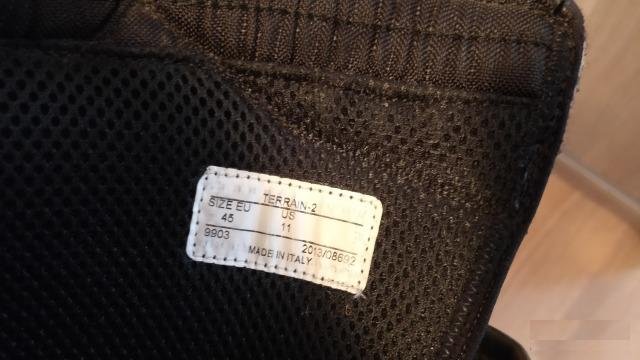 TERRAIN-2
SIZE EU US
45 11
9903 2013/08692
MADE IN ITALY